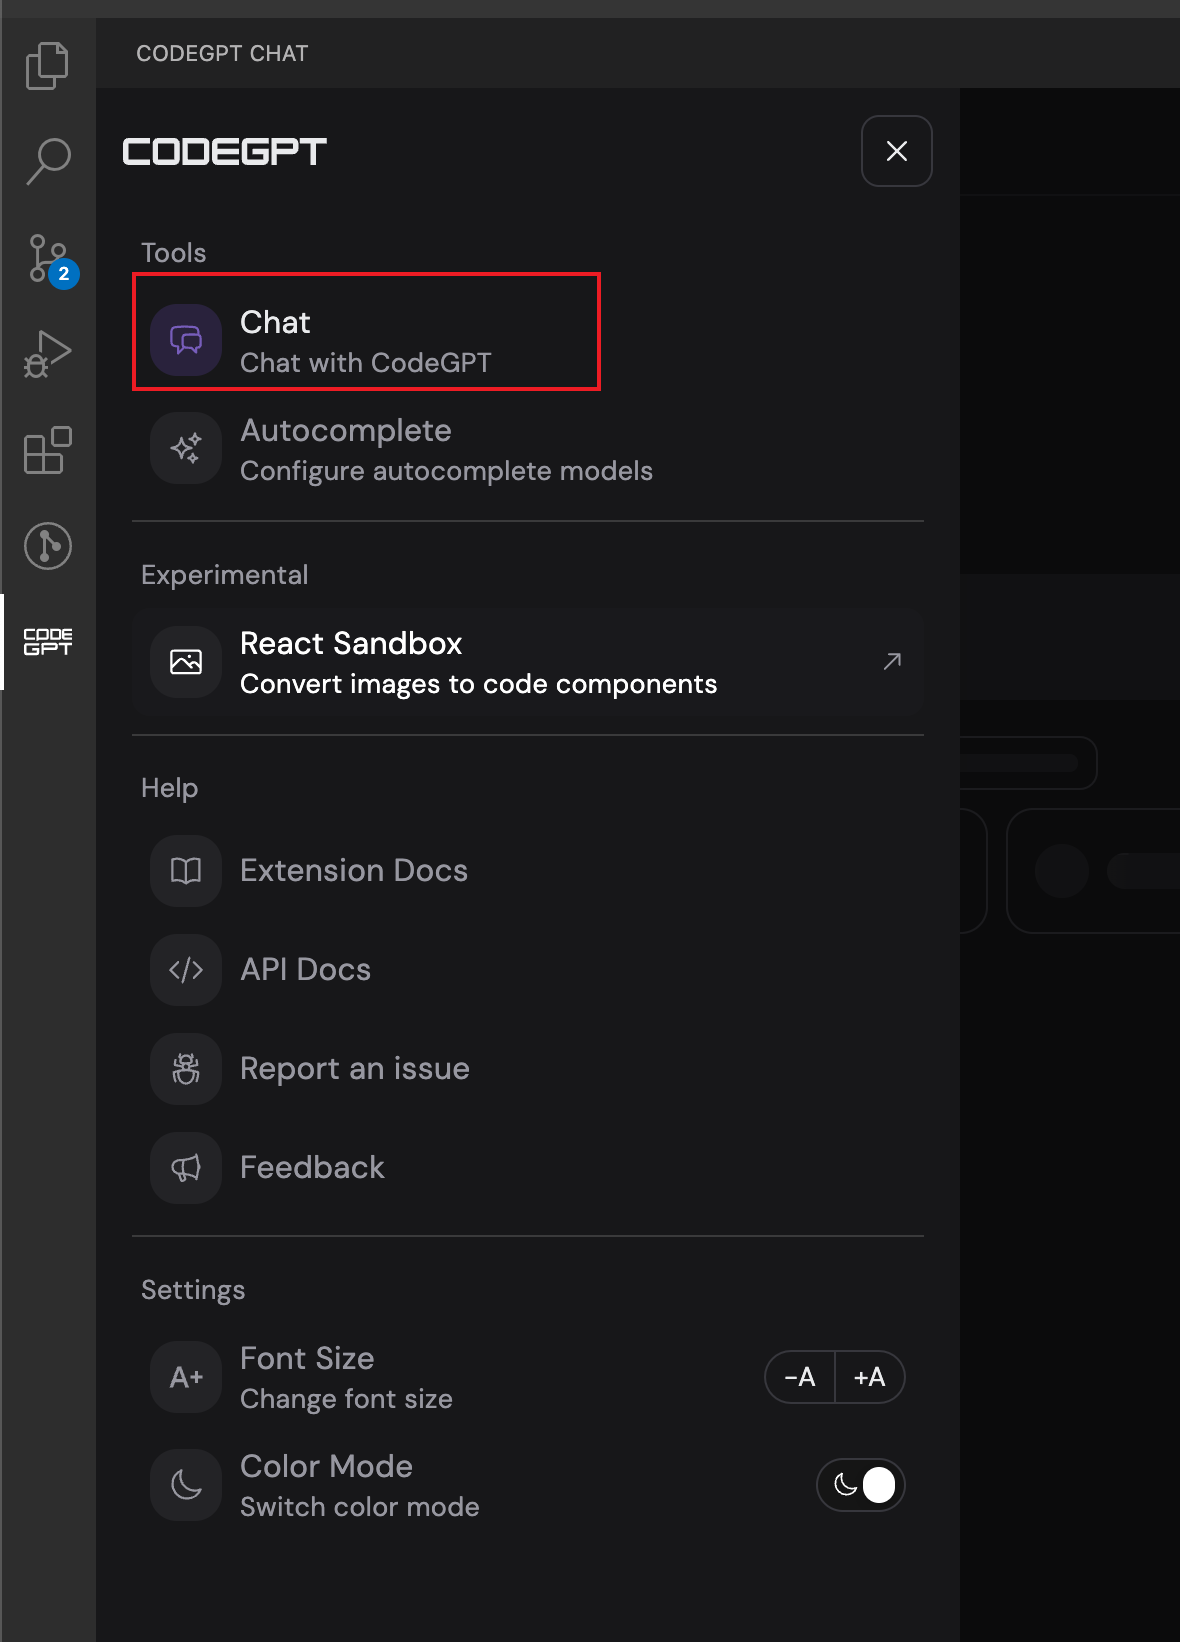 CODEGPT CHAT
CODEGPT
Tools
Chat
Chat with CodeGPT
2
Autocomplete
Configure autocomplete models
Experimental
React Sandbox
Convert images to code components
CODE
GPT
Help
Extension Docs
API Docs
Report an issue
Feedback
Settings
A+
Font Size
Change font size
-A
+A
Color Mode
Switch color mode